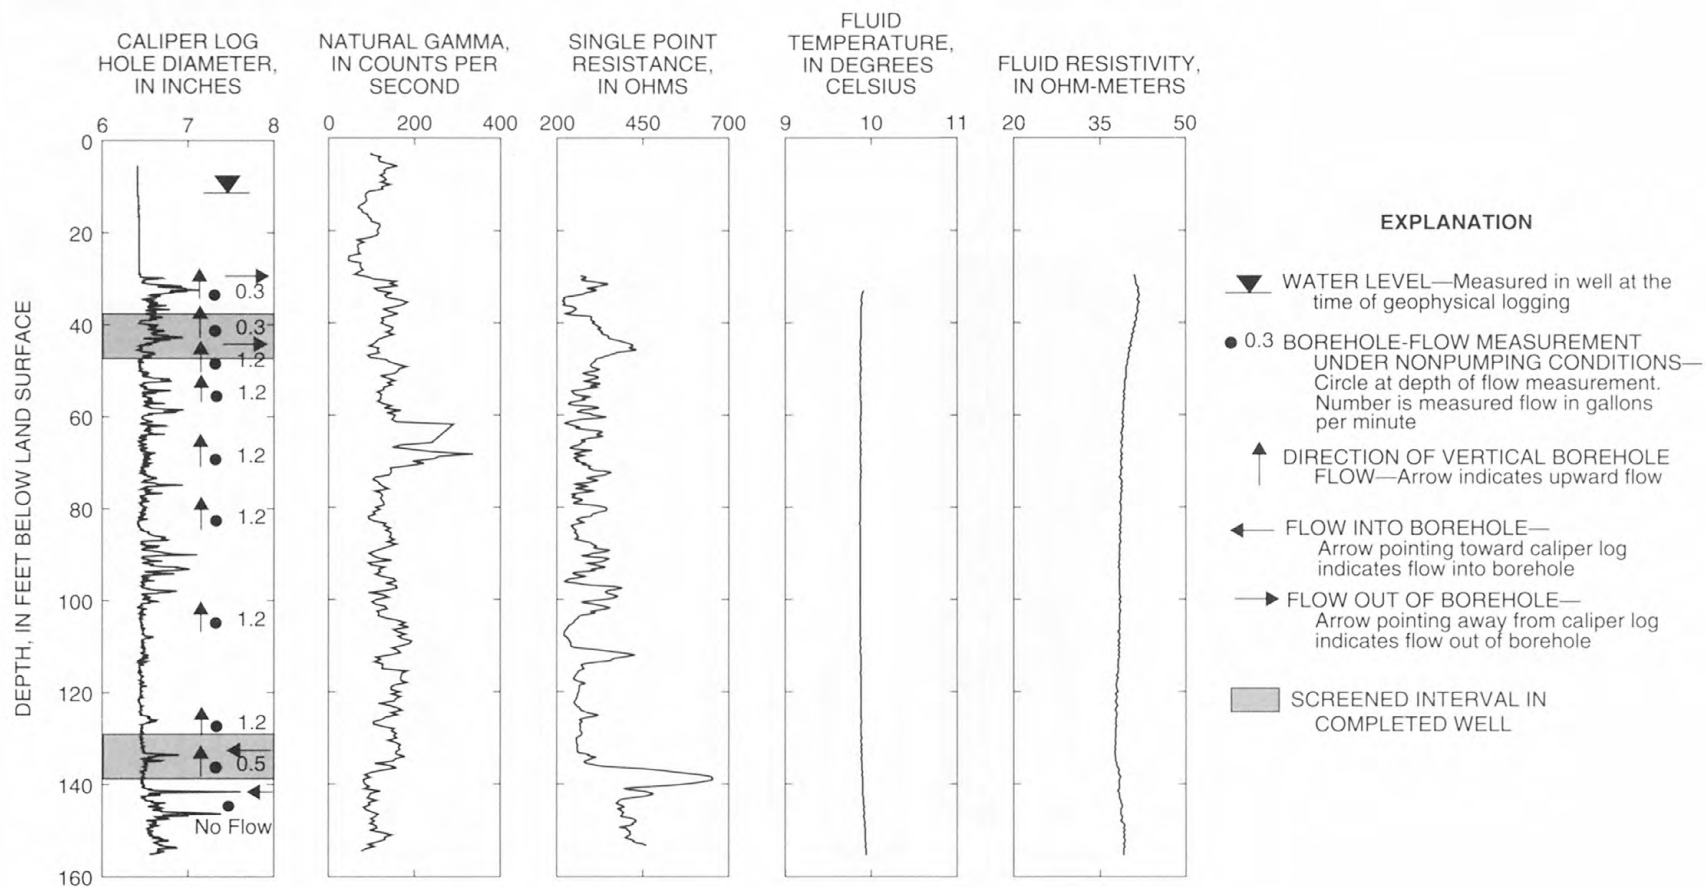 CALIPER LOG
HOLE DIAMETER,
IN INCHES
NATURAL GAMMA,
IN COUNTS PER
SECOND
SINGLE POINT
RESISTANCE,
IN OHMS
FLUID
TEMPERATURE,
IN DEGREES
CELSIUS
FLUID RESISTIVITY,
IN OHM-METERS
6 7 8
0 200 400
200 450 700
9 10 11
20 35 50
DEPTH, IN FEET BELOW LAND SURFACE
0
20
40
60
80
100
120
140
160
0.3
0.3
1.2
1.2
1.2
1.2
1.2
1.2
0.5
No Flow
EXPLANATION
WATER LEVEL—Measured in well at the
time of geophysical logging
0.3 BOREHOLE-FLOW MEASUREMENT
UNDER NONPUMPING CONDITIONS—
Circle at depth of flow measurement.
Number is measured flow in gallons
per minute
DIRECTION OF VERTICAL BOREHOLE
FLOW—Arrow indicates upward flow
FLOW INTO BOREHOLE—
Arrow pointing toward caliper log
indicates flow into borehole
FLOW OUT OF BOREHOLE—
Arrow pointing away from caliper log
indicates flow out of borehole
SCREENED INTERVAL IN
COMPLETED WELL